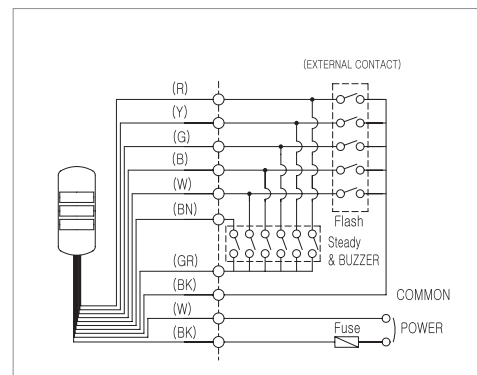 (EXTERNAL CONTACT)
(R)
(Y)
(G)
(B)
(W)
(BN)
Flash
Steady
& BUZZER
(GR)
(BK)
COMMON
(W)
(BK)
Fuse
POWER